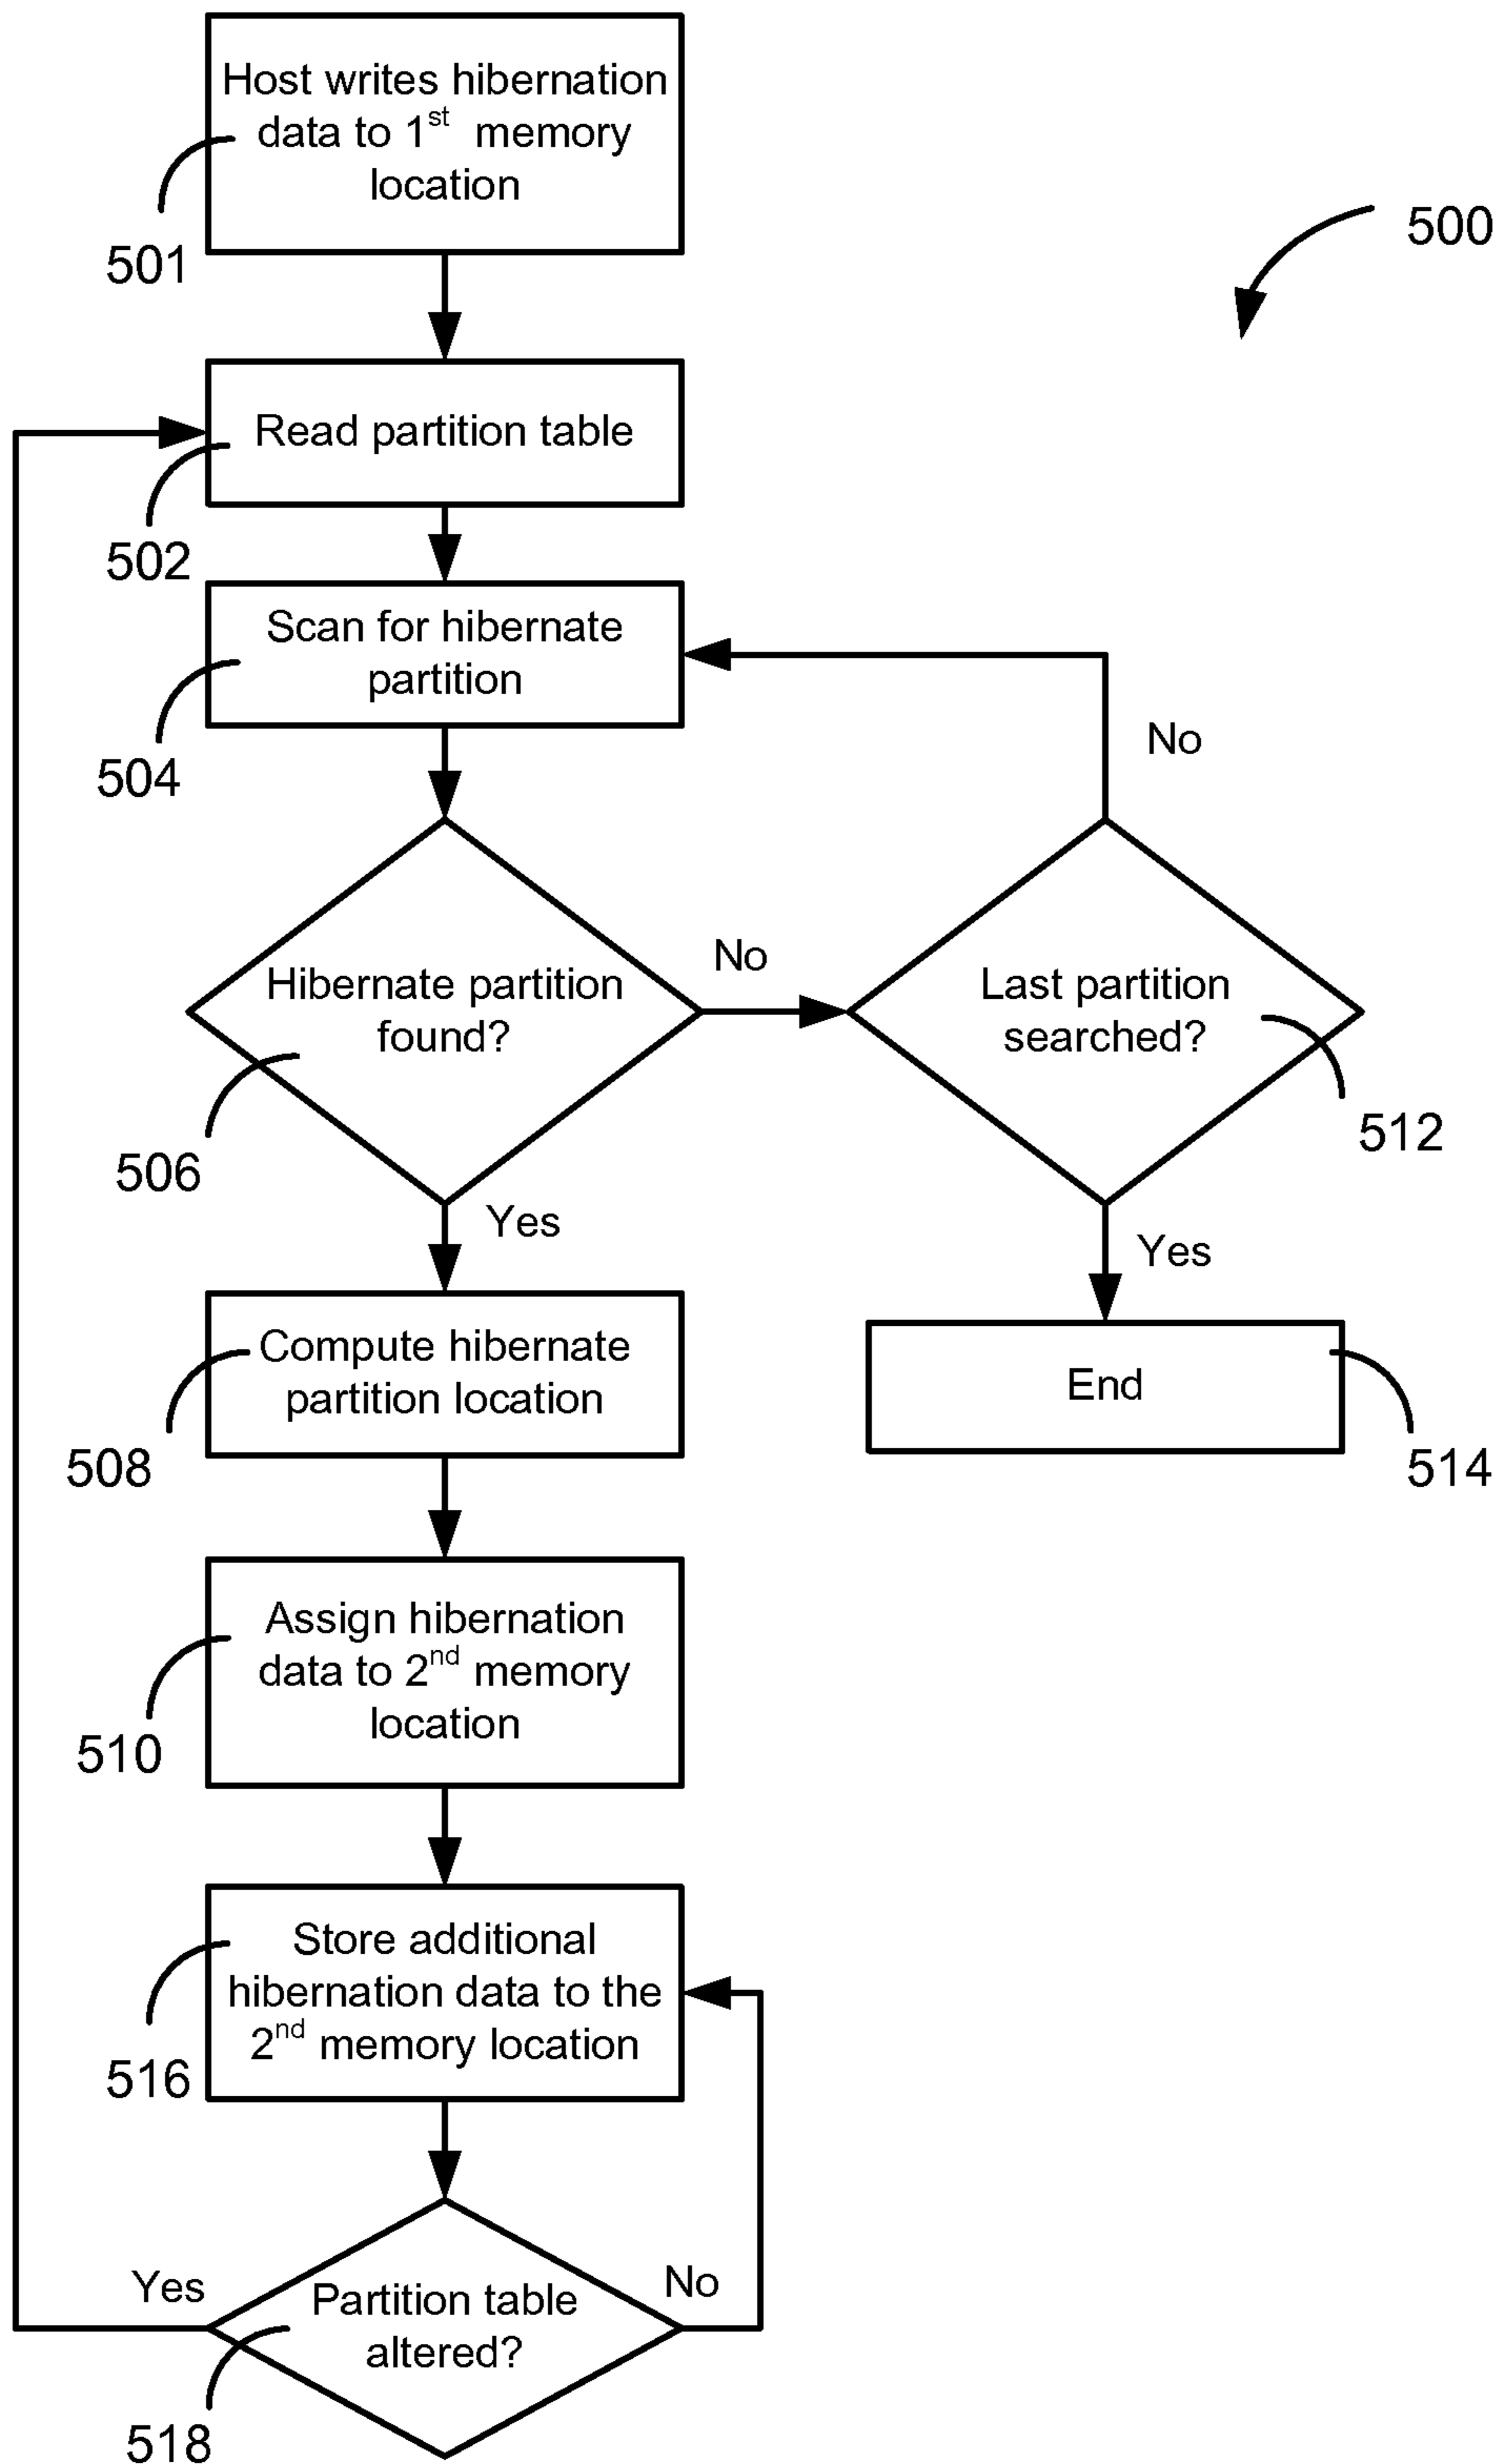 Host writes hibernation
data to 1st memory
location
501
500
Read partition table
502
Scan for hibernate
partition
504
No
Hibernate partition
found?
506
No
Last partition
searched?
512
Yes
Yes
Compute hibernate
partition location
508
End
514
Assign hibernation
data to 2nd memory
location
510
Store additional
hibernation data to the
2nd memory location
516
Yes
Partition table
altered?
No
518